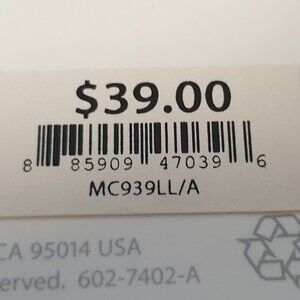 $39.00
8 85909 47039 6
MC939LL/A
CA 95014 USA
erved. 602-7402-A